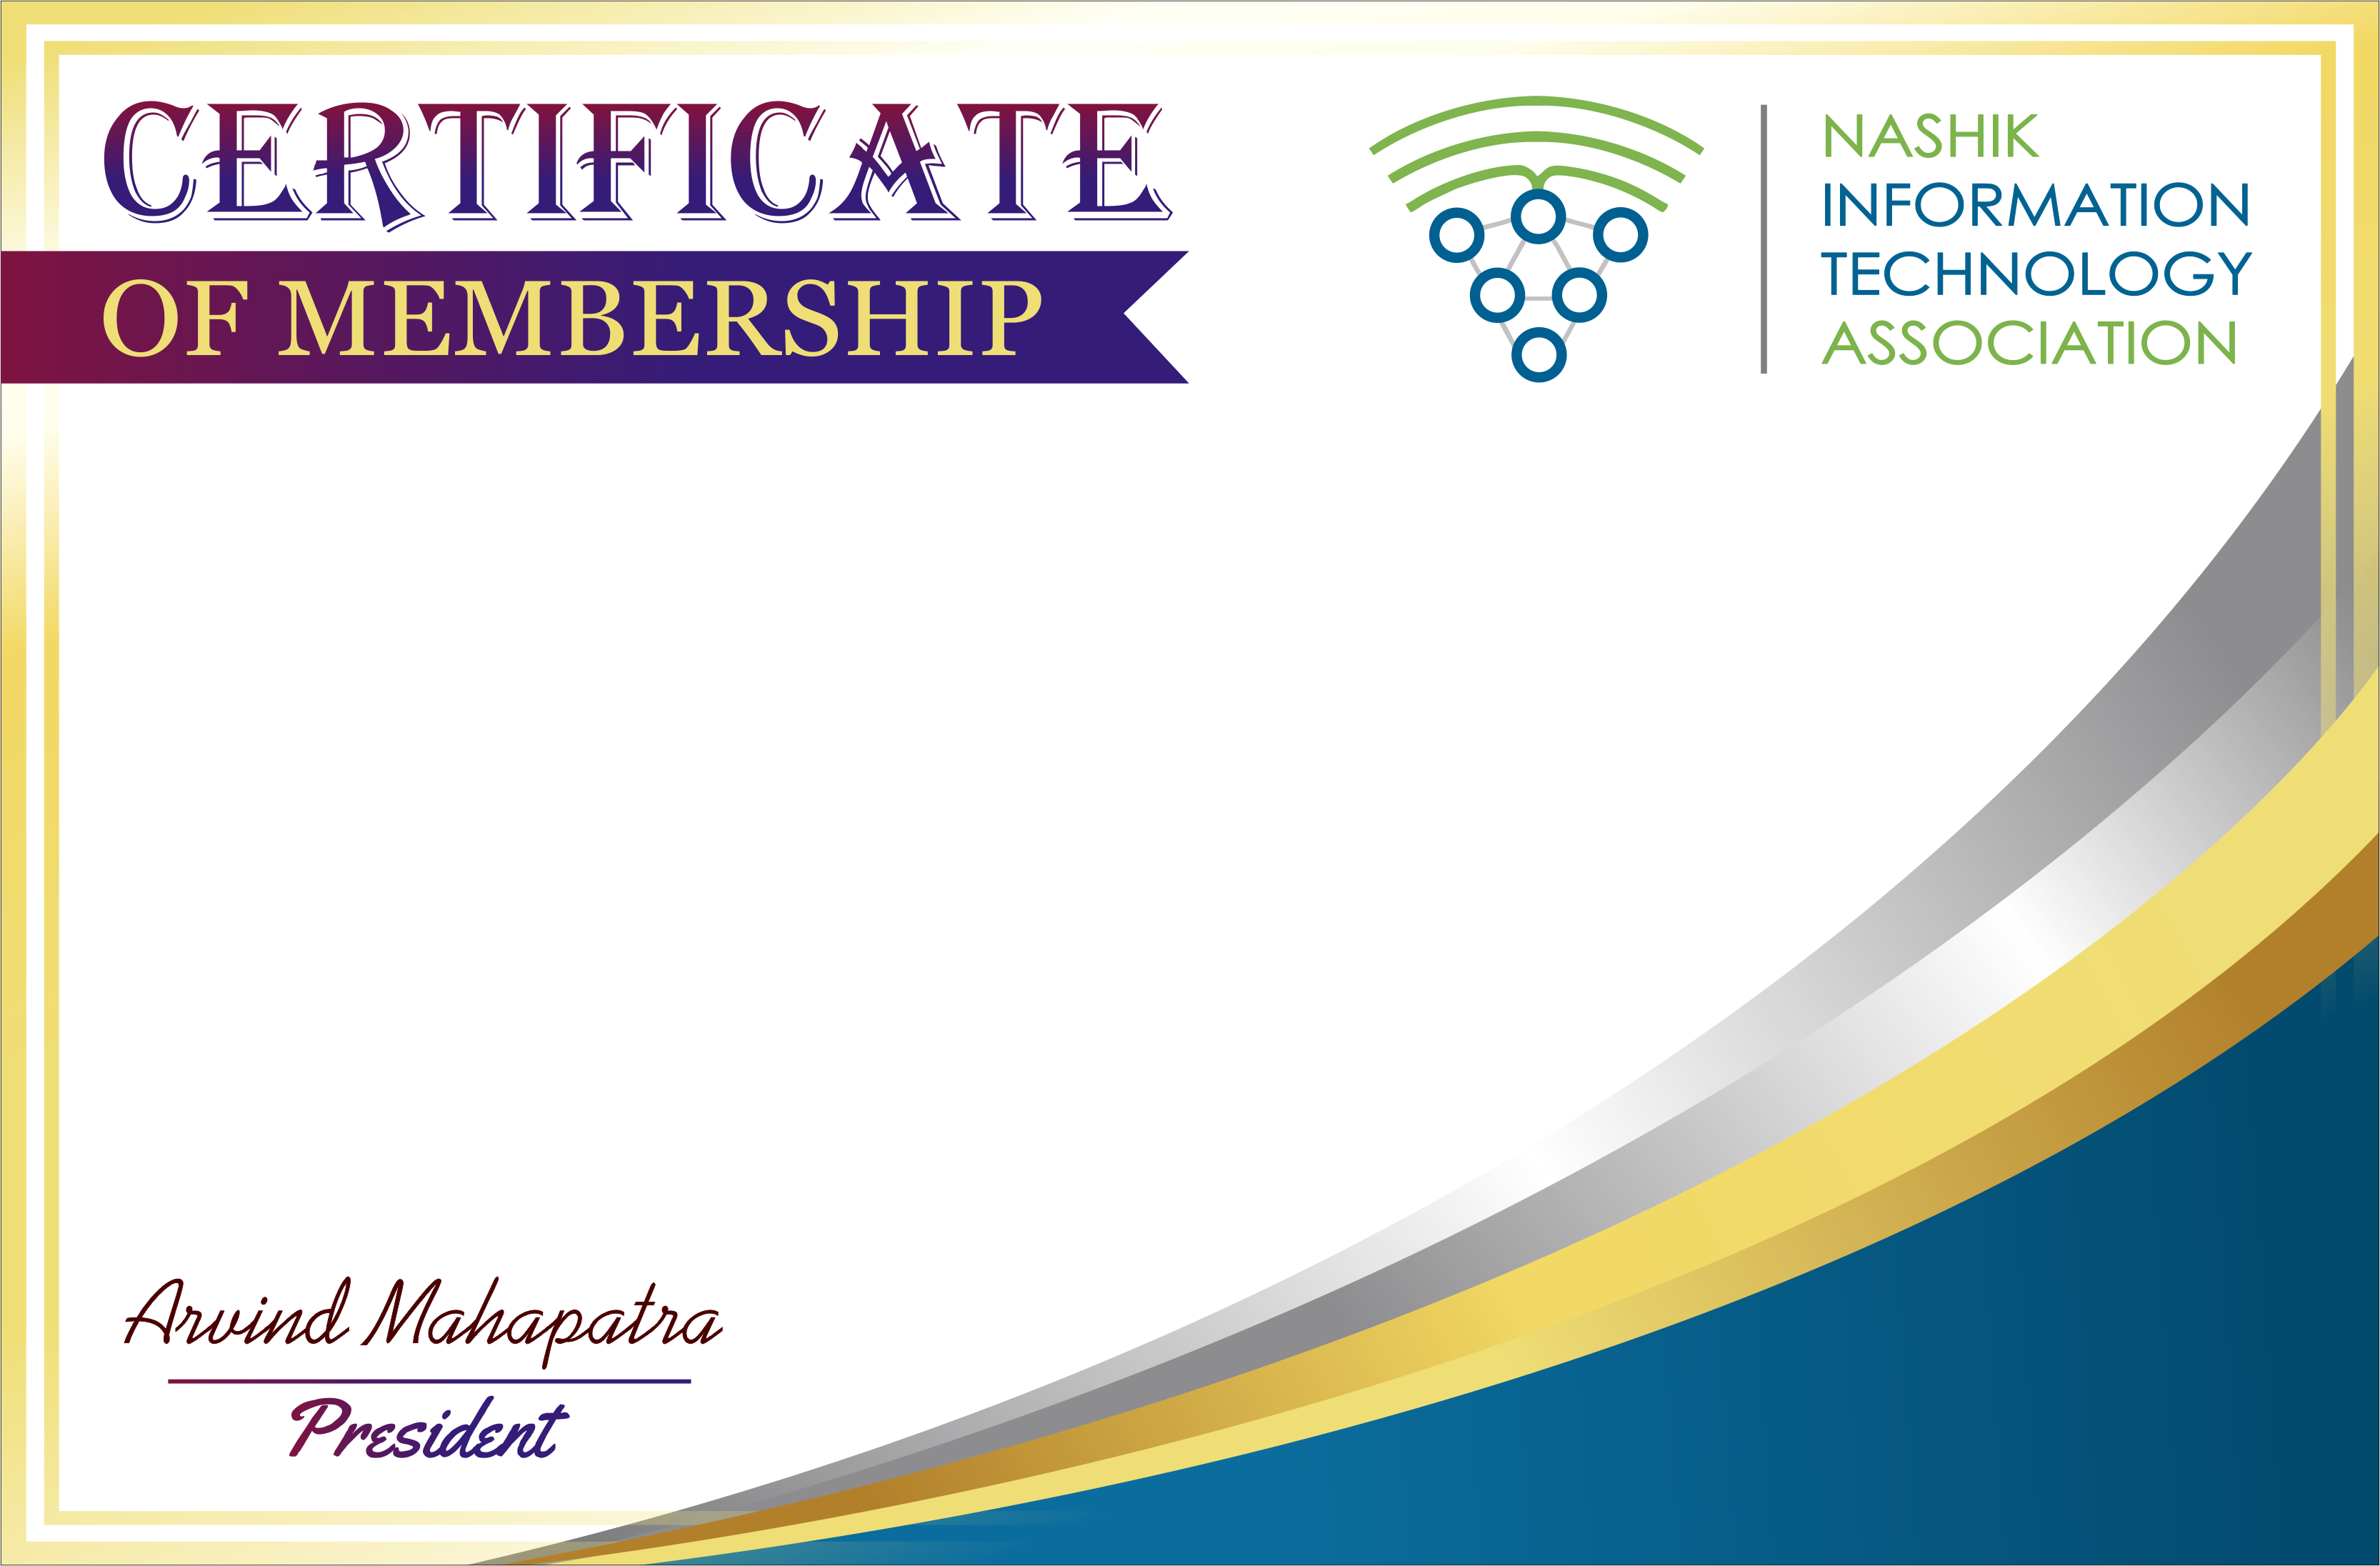 CERTIFICATE
OF MEMBERSHIP
NASHIK
INFORMATION
TECHNOLOGY
ASSOCIATION
Arvind Mahapatra
President